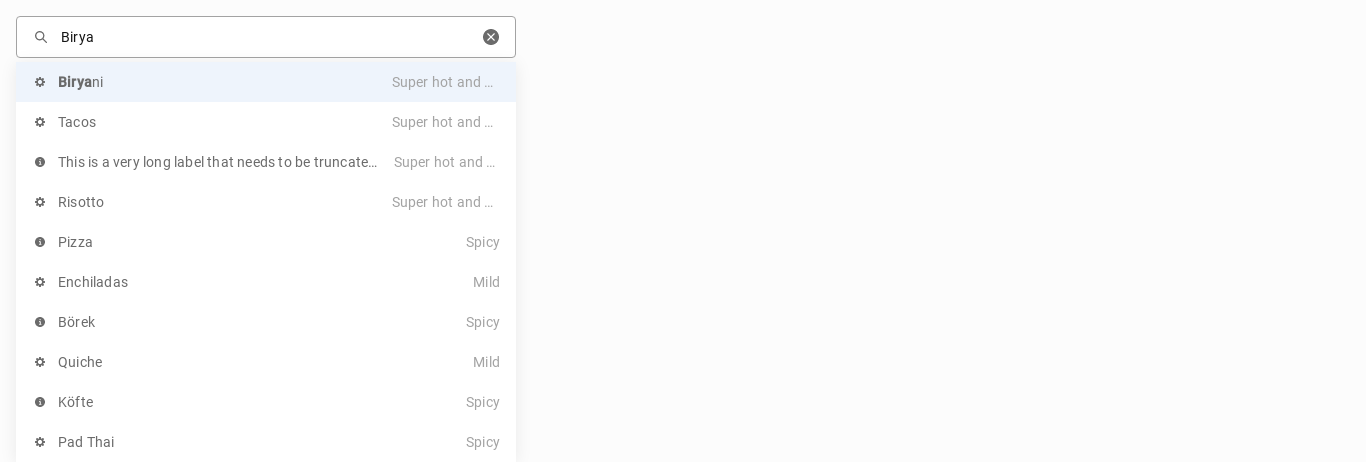 Birya
Biryani Super hot and …
Tacos Super hot and …
This is a very long label that needs to be truncate… Super hot and …
Risotto Super hot and …
Pizza Spicy
Enchiladas Mild
Börek Spicy
Quiche Mild
Köfte Spicy
Pad Thai Spicy